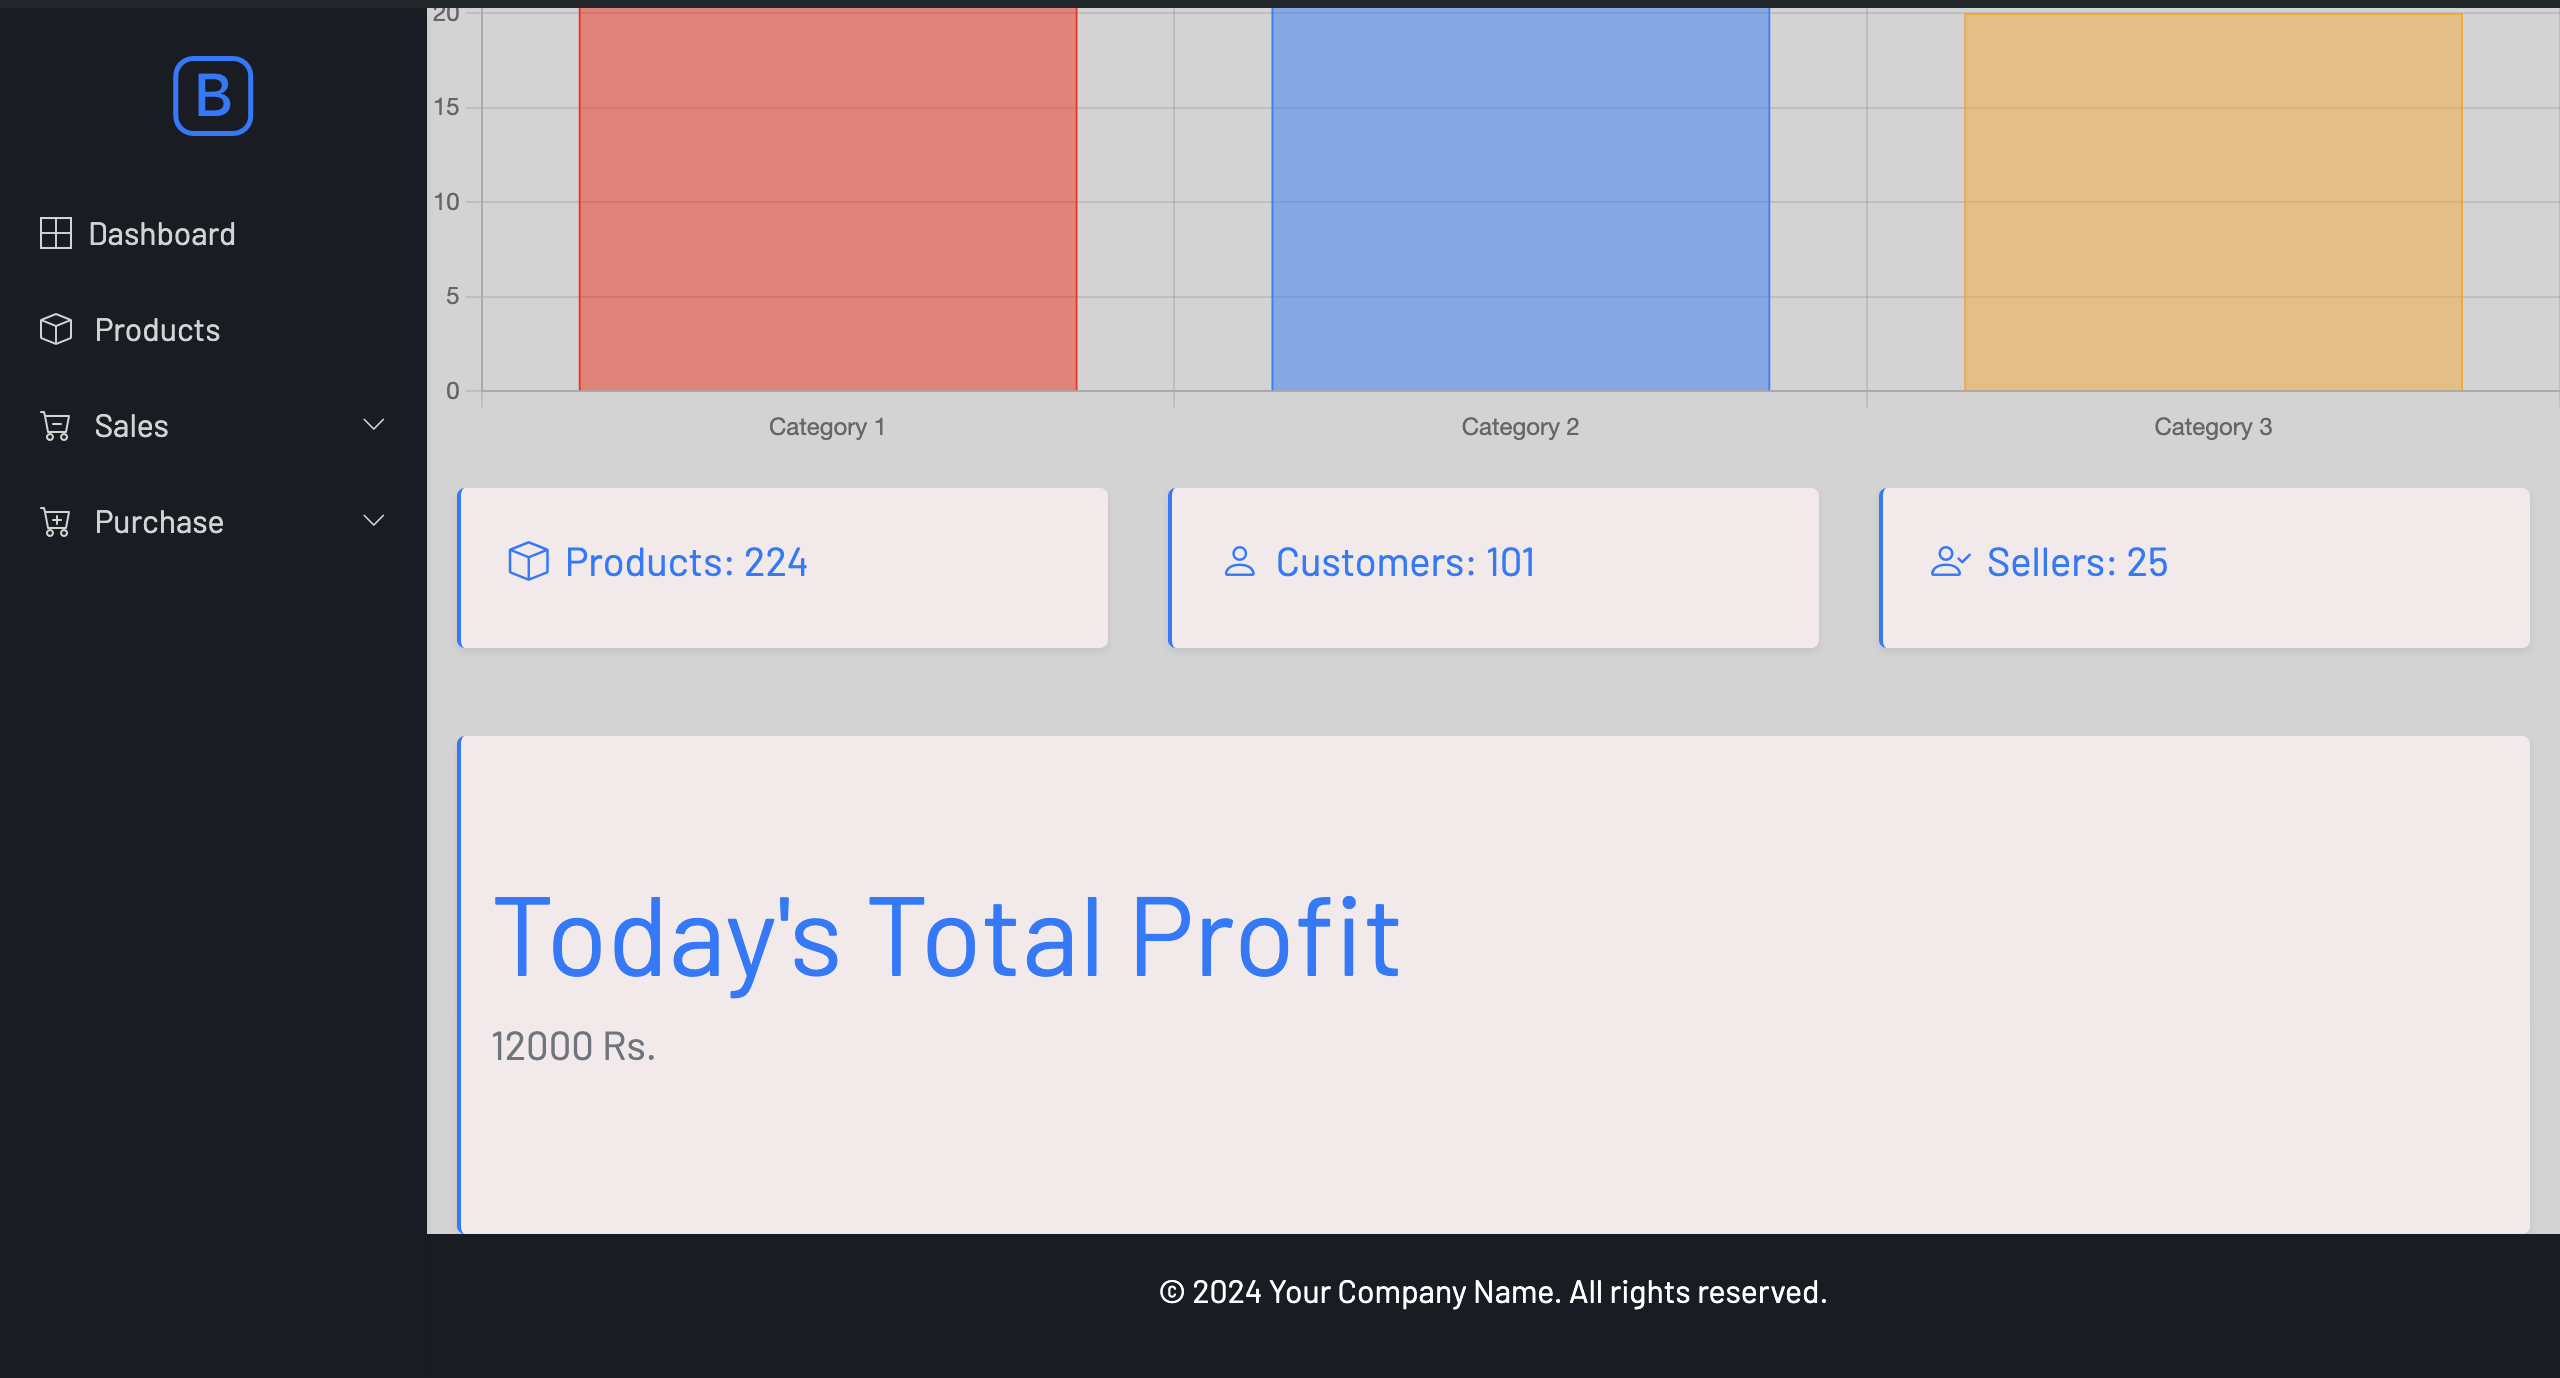 B
Dashboard
Products
Sales
Purchase
20
15
10
5
0
Category 1 Category 2 Category 3
Products: 224
Customers: 101
Sellers: 25
Today's Total Profit
12000 Rs.
© 2024 Your Company Name. All rights reserved.